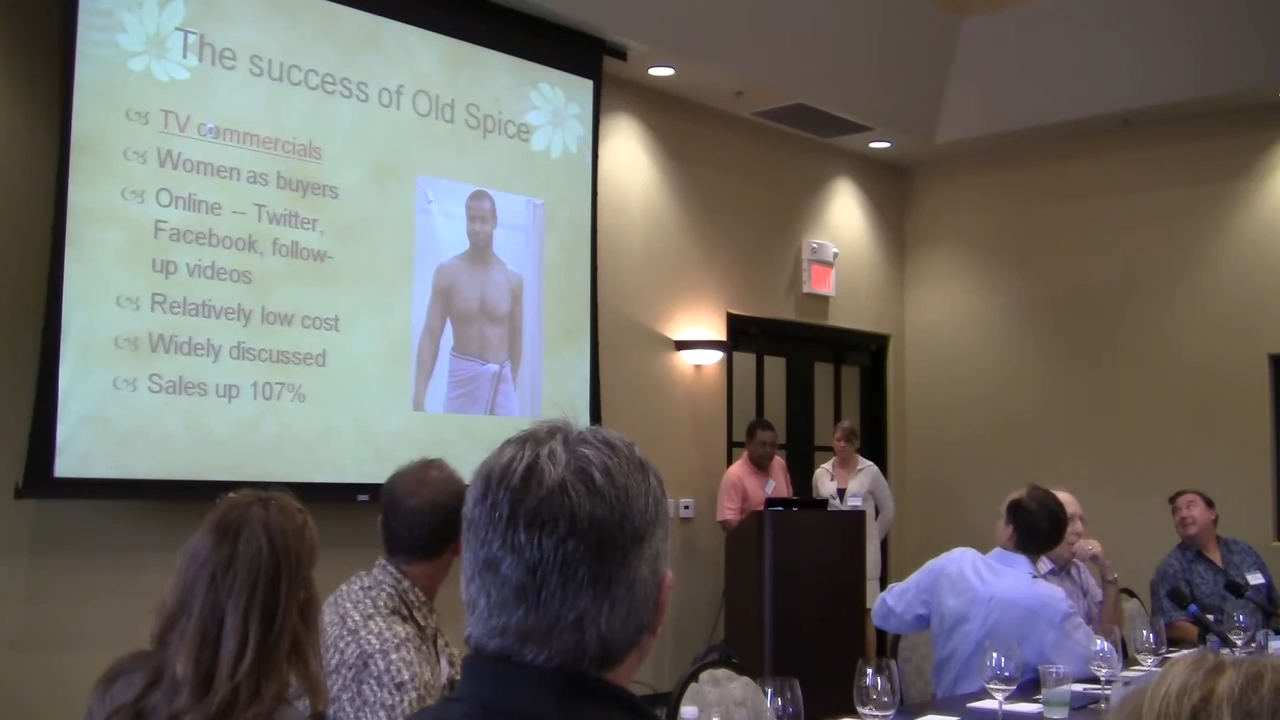 The success of Old Spice
TV commercials
Women as buyers
Online – Twitter,
Facebook, follow-
up videos
Relatively low cost
Widely discussed
Sales up 107%